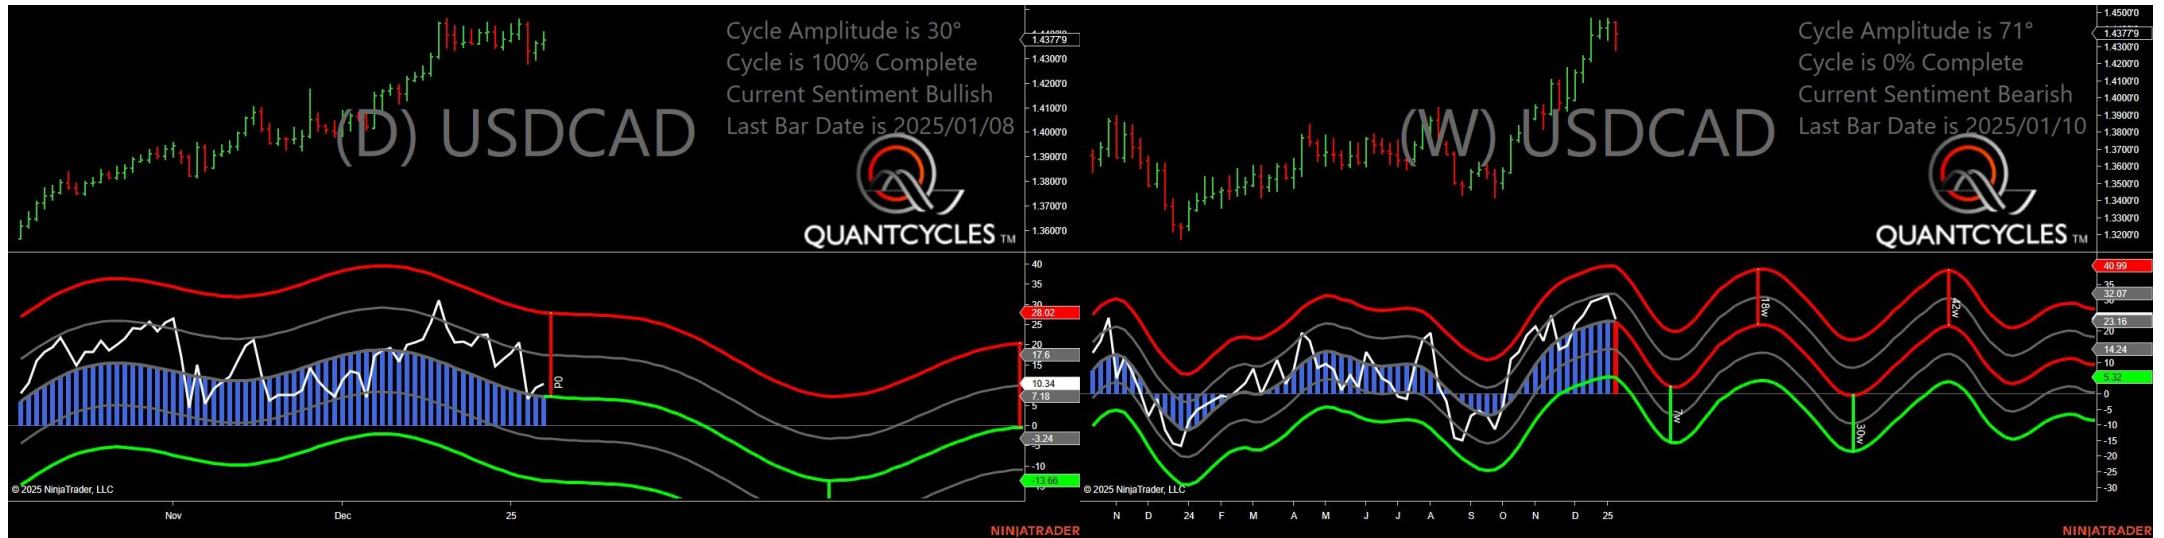 Cycle Amplitude is 30°
Cycle is 100% Complete
Current Sentiment Bullish
Last Bar Date is 2025/01/08
(D) USDCAD
QUANTCYCLES TM
1.4377'9
1.4300'0
1.4200'0
1.4100'0
1.4000'0
1.3900'0
1.3800'0
1.3700'0
1.3600'0
40
35
30
28.02
25
20
17.6
15
10.34
7.18
5
0
-3.24
-5
-10
-13.66
0d
© 2025 NinjaTrader, LLC
Nov
Dec
25
NINJATRADER
Cycle Amplitude is 71°
Cycle is 0% Complete
Current Sentiment Bearish
Last Bar Date is 2025/01/10
(W) USDCAD
QUANTCYCLES TM
1.4500'0
1.4377'9
1.4300'0
1.4200'0
1.4100'0
1.4000'0
1.3900'0
1.3800'0
1.3700'0
1.3600'0
1.3500'0
1.3400'0
1.3300'0
1.3200'0
40.99
35
32.07
23.16
20
14.24
10
5.32
0
-5
-10
-15
-20
-25
-30
18w
42w
7w
30w
© 2025 NinjaTrader, LLC
N
D
24
F
M
A
M
J
J
A
S
O
N
D
25
NINJATRADER